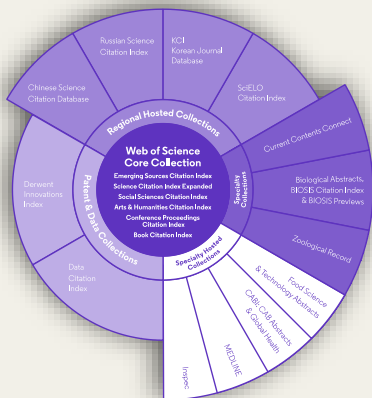 Russian Science
Citation Index
KCI
Korean Journal
Database
Chinese Science
Citation Database
SciELO
Citation Index
Regional Hosted Collections
Current Contents Connect
Biological Abstracts,
BIOSIS Citation Index
& BIOSIS Previews
Zoological Record
Specialty
Collections
Web of Science
Core Collection
Emerging Sources Citation Index
Science Citation Index Expanded
Social Sciences Citation Index
Arts & Humanities Citation Index
Conference Proceedings
Citation Index
Book Citation Index
Patent & Data Collections
Derwent
Innovations
Index
Data
Citation
Index
Specialty Hosted
Collections
Food Science
& Technology Abstracts
CABI: CAB Abstracts
& Global Health
MEDLINE
Inspec